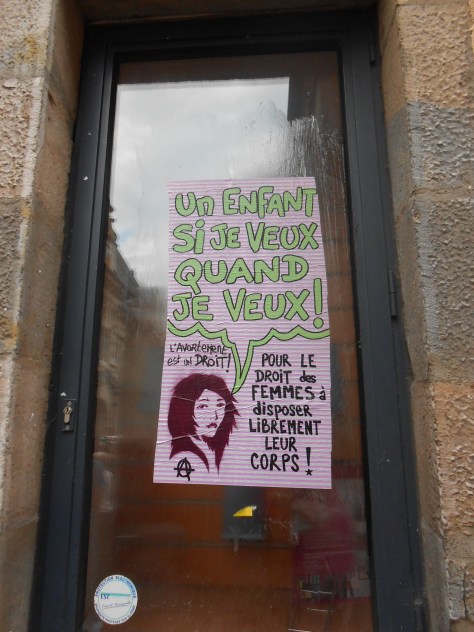 Un ENFANT
Si JE VEUX
QUAND
JE VEUX!
L'AVORTEMENT
EST Un DROIT!
POUR LE
DROIT des
FEMMES à
disposer
LIBREMENT
LEUR
CORPS!